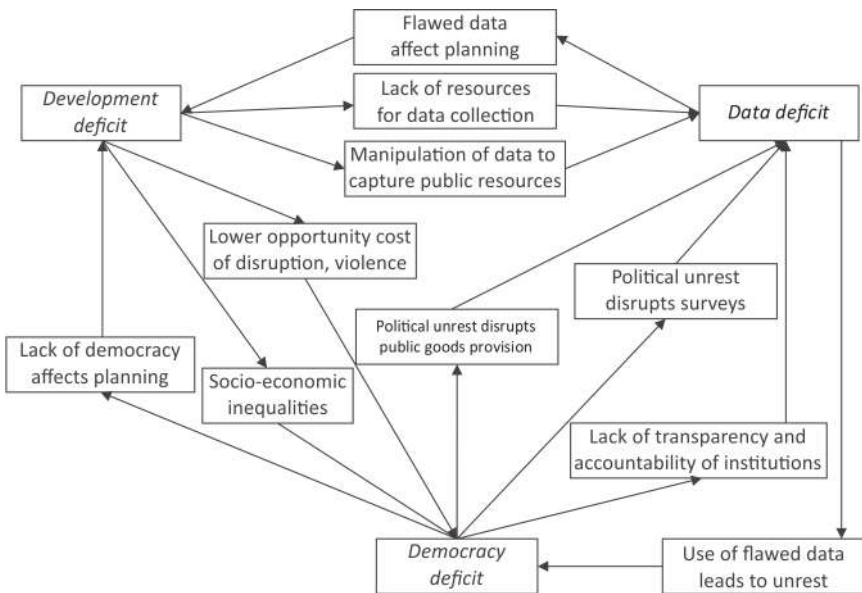 Flawed data
affect planning
Development
deficit
Lack of resources
for data collection
Data deficit
Manipulation of data to
capture public resources
Lower opportunity cost
of disruption, violence
Political unrest
disrupts surveys
Political unrest disrupts
public goods provision
Lack of democracy
affects planning
Socio-economic
inequalities
Lack of transparency and
accountability of institutions
Democracy
deficit
Use of flawed data
leads to unrest